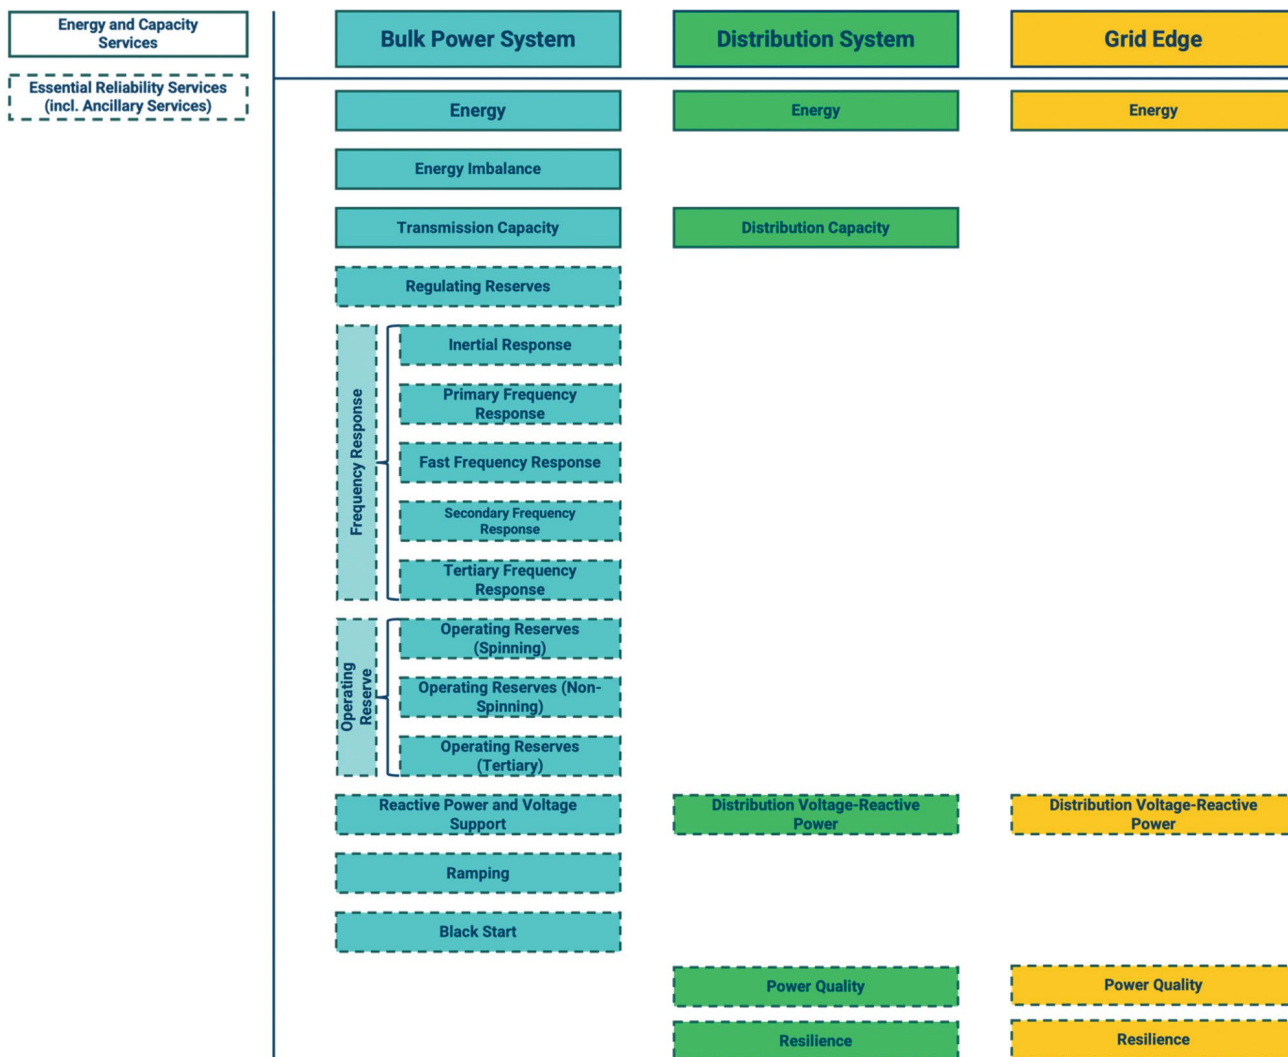 Energy and Capacity
Services
Essential Reliability Services
(incl. Ancillary Services)
Bulk Power System
Distribution System
Grid Edge
Energy
Energy
Energy
Energy Imbalance
Transmission Capacity
Distribution Capacity
Regulating Reserves
Frequency Response
Inertial Response
Primary Frequency
Response
Fast Frequency Response
Secondary Frequency
Response
Tertiary Frequency
Response
Operating
Reserve
Operating Reserves
(Spinning)
Operating Reserves (Non-
Spinning)
Operating Reserves
(Tertiary)
Reactive Power and Voltage
Support
Distribution Voltage-Reactive
Power
Distribution Voltage-Reactive
Power
Ramping
Black Start
Power Quality
Power Quality
Resilience
Resilience